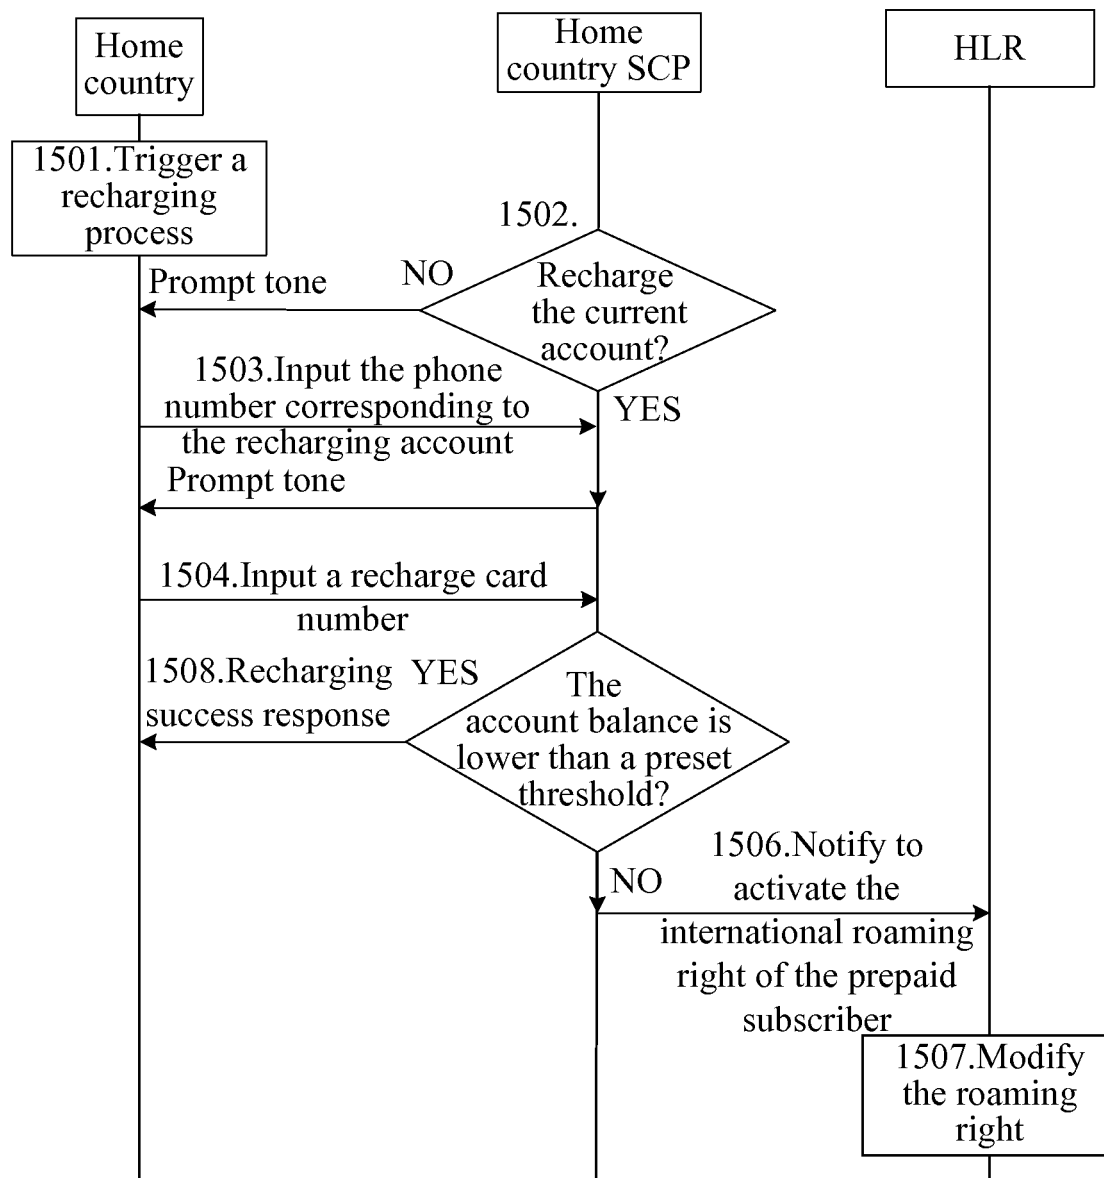 Home
country
Home
country SCP
HLR
1501.Trigger a
recharging
process
1502.
Recharge
the current
account?
NO
Prompt tone
1503.Input the phone
number corresponding to
the recharging account
YES
Prompt tone
1504.Input a recharge card
number
1508.Recharging
success response
YES
The
account balance is
lower than a preset
threshold?
NO
1506.Notify to
activate the
international roaming
right of the prepaid
subscriber
1507.Modify
the roaming
right